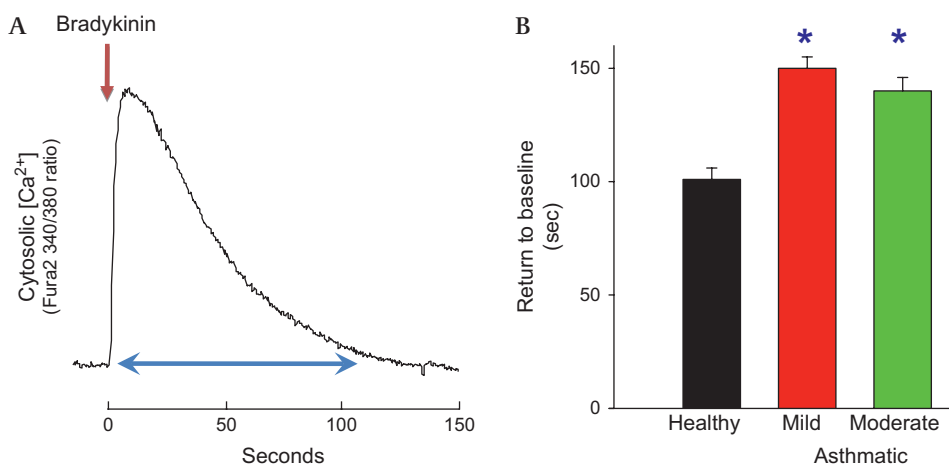 A
Bradykinin
Cytosolic [Ca²⁺]
(Fura2 340/380 ratio)
0
50
100
150
Seconds
B
*
*
150
100
50
0
Return to baseline
(sec)
Healthy
Mild
Moderate
Asthmatic